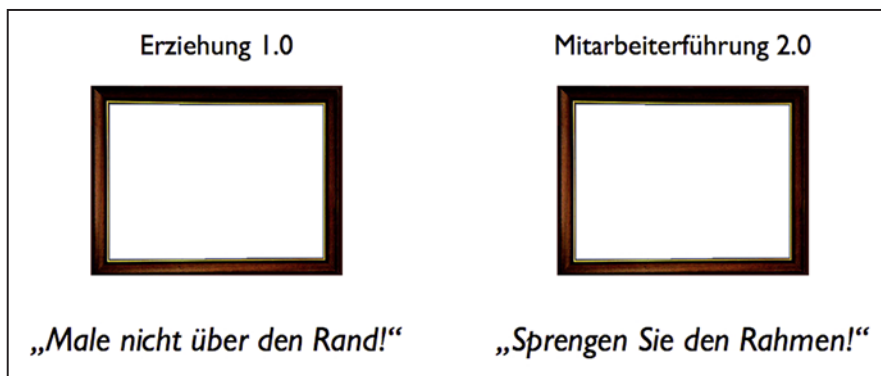 Erziehung 1.0
Mitarbeiterführung 2.0
„Male nicht über den Rand!“
„Sprengen Sie den Rahmen!“